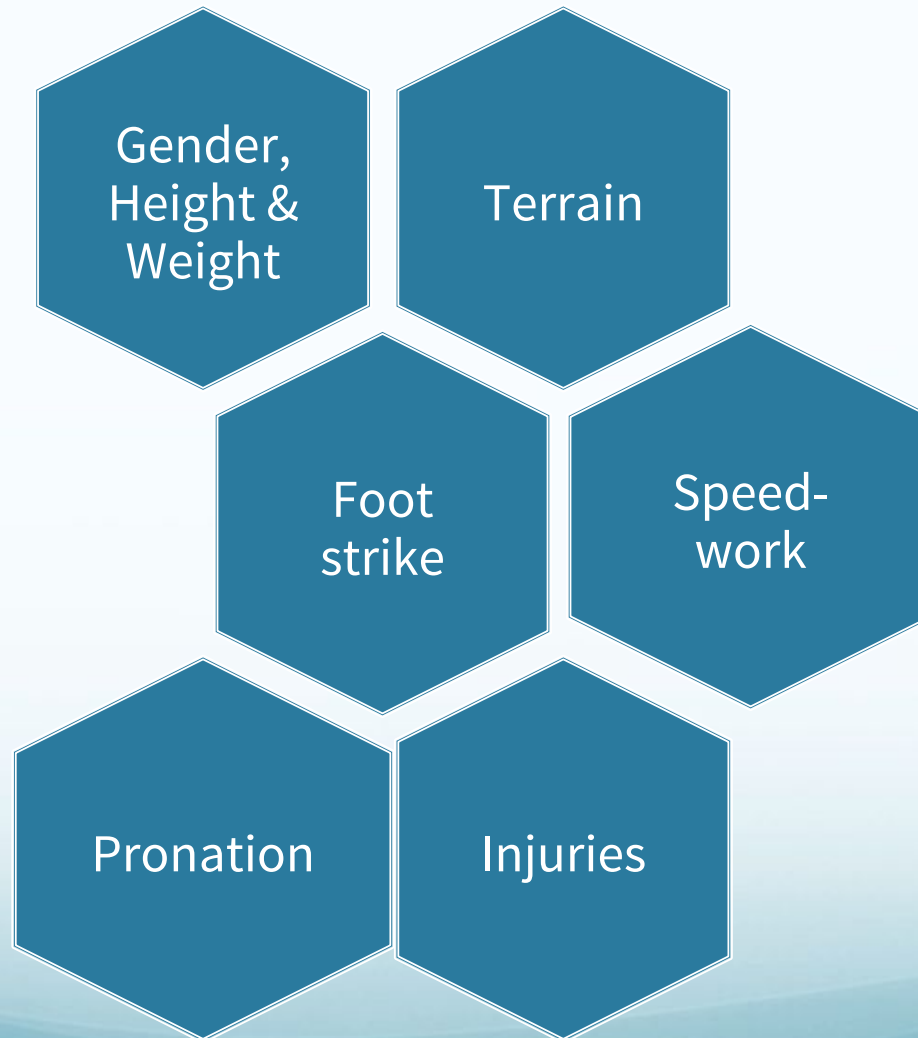 Gender,
Height &
Weight
Terrain
Foot
strike
Speed-
work
Pronation
Injuries